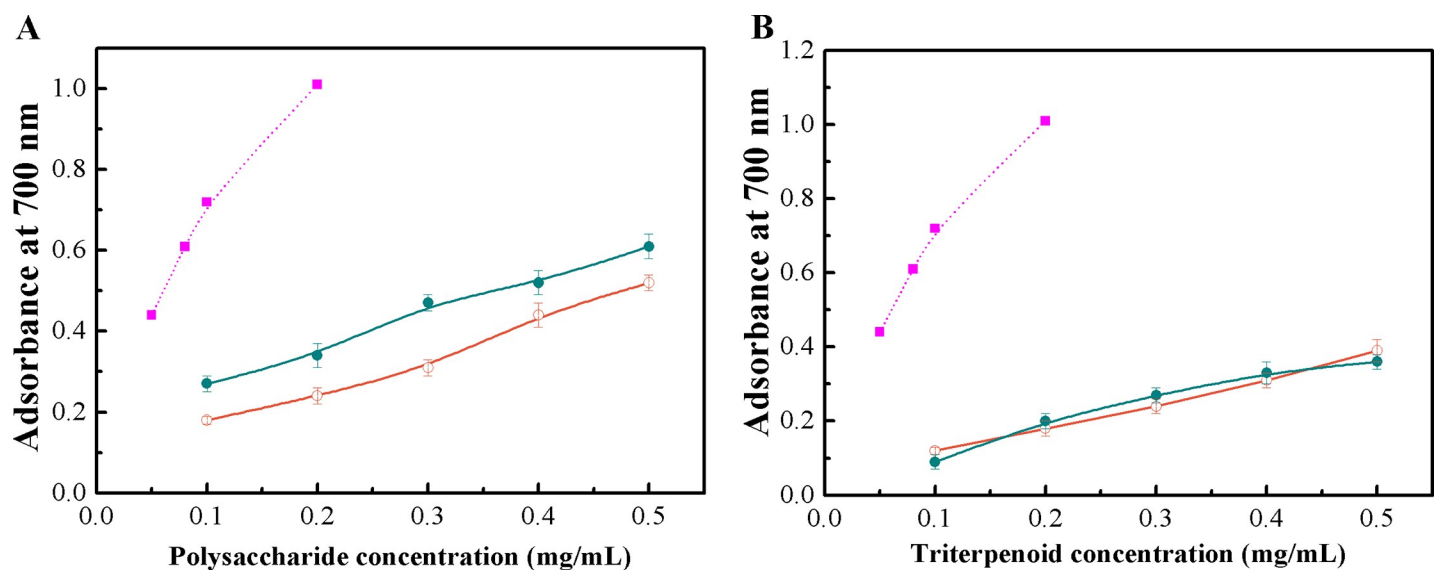 A
Adsorbance at 700 nm
1.0
0.8
0.6
0.4
0.2
0.0
0.0 0.1 0.2 0.3 0.4 0.5
Polysaccharide concentration (mg/mL)
B
Adsorbance at 700 nm
1.2
1.0
0.8
0.6
0.4
0.2
0.0
0.0 0.1 0.2 0.3 0.4 0.5
Triterpenoid concentration (mg/mL)